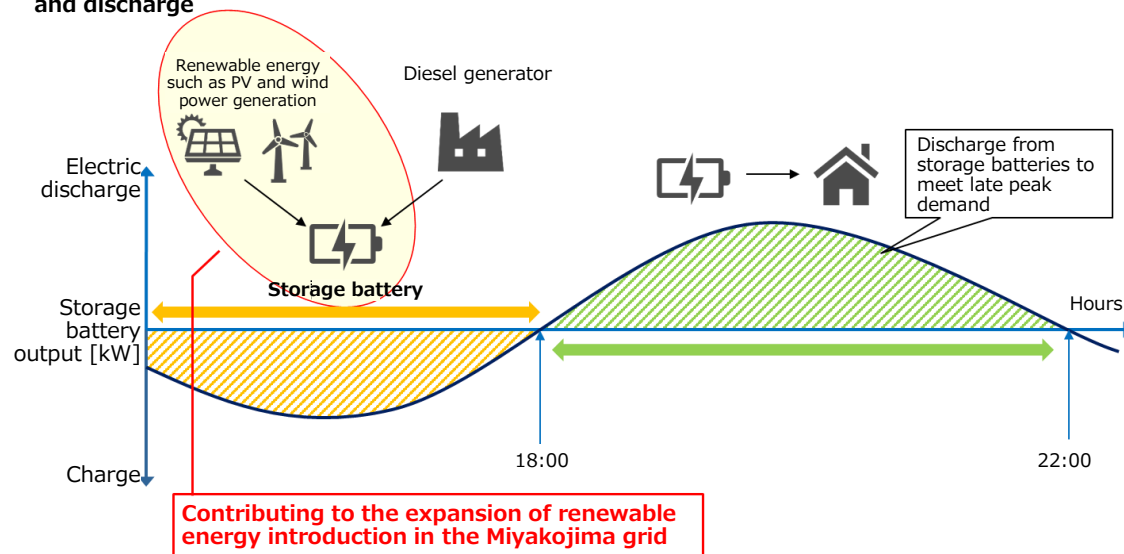 and discharge
Renewable energy
such as PV and wind
power generation
Diesel generator
Electric
discharge
Discharge from
storage batteries to
meet late peak
demand
Storage battery
Storage
battery
output [kW]
Hours
18:00
22:00
Charge
Contributing to the expansion of renewable
energy introduction in the Miyakojima grid